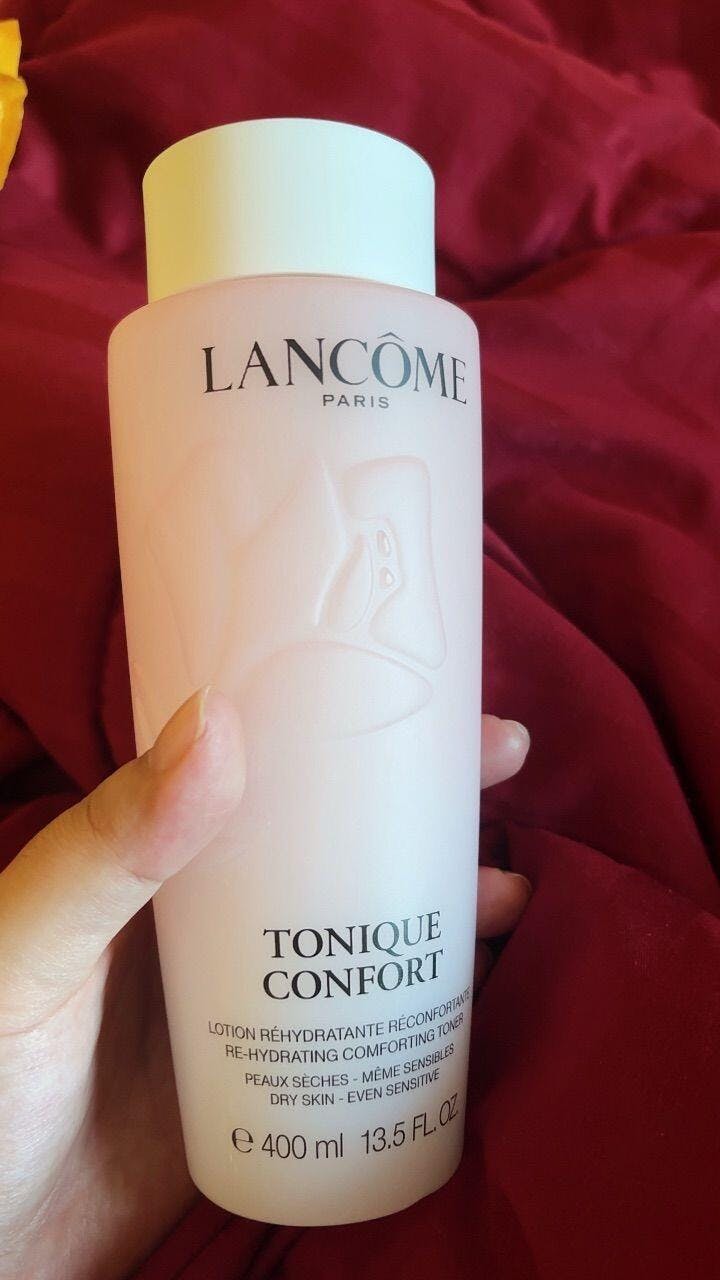 LANCÔME
PARIS
TONIQUE
CONFORT
LOTION RÉHYDRATANTE RÉCONFORTANTE
RE-HYDRATING COMFORTING TONER
PEAUX SÈCHES - MÊME SENSIBLES
DRY SKIN - EVEN SENSITIVE
℮ 400 ml 13.5 FL. OZ.